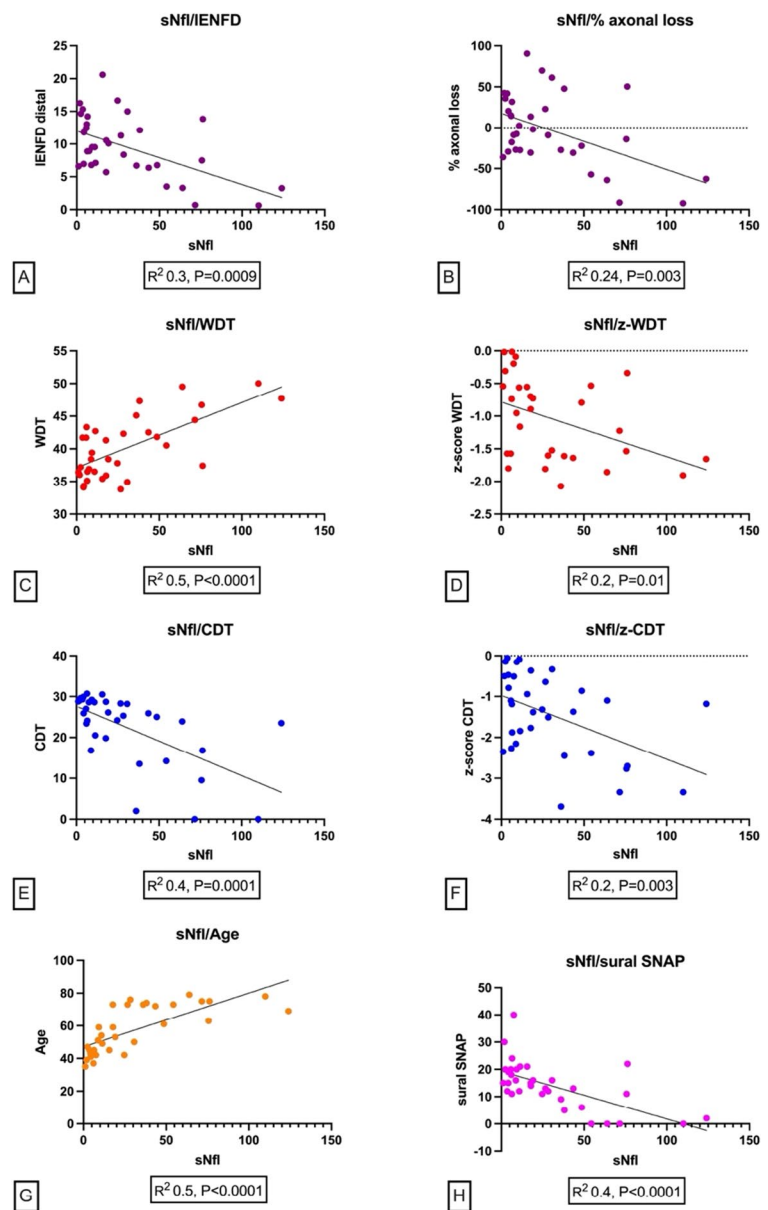 sNfl/IENFD
25
20
15
10
5
0
IENFD distal
0 50 100 150
sNfl
A
R² 0.3, P=0.0009
sNfl/% axonal loss
100
50
0
-50
-100
% axonal loss
50 100 150
sNfl
B
R² 0.24, P=0.003
sNfl/WDT
55
50
45
40
35
30
WDT
0 50 100 150
sNfl
C
R² 0.5, P<0.0001
sNfl/z-WDT
0.0
-0.5
-1.0
-1.5
-2.0
-2.5
z-score WDT
50 100 150
sNfl
D
R² 0.2, P=0.01
sNfl/CDT
40
30
20
10
0
CDT
0 50 100 150
sNfl
E
R² 0.4, P=0.0001
sNfl/z-CDT
0
-1
-2
-3
-4
z-score CDT
50 100 150
sNfl
F
R² 0.2, P=0.003
sNfl/Age
100
80
60
40
20
0
Age
0 50 100 150
sNfl
G
R² 0.5, P<0.0001
sNfl/sural SNAP
50
40
30
20
10
0
-10
sural SNAP
50 100 150
sNfl
H
R² 0.4, P<0.0001